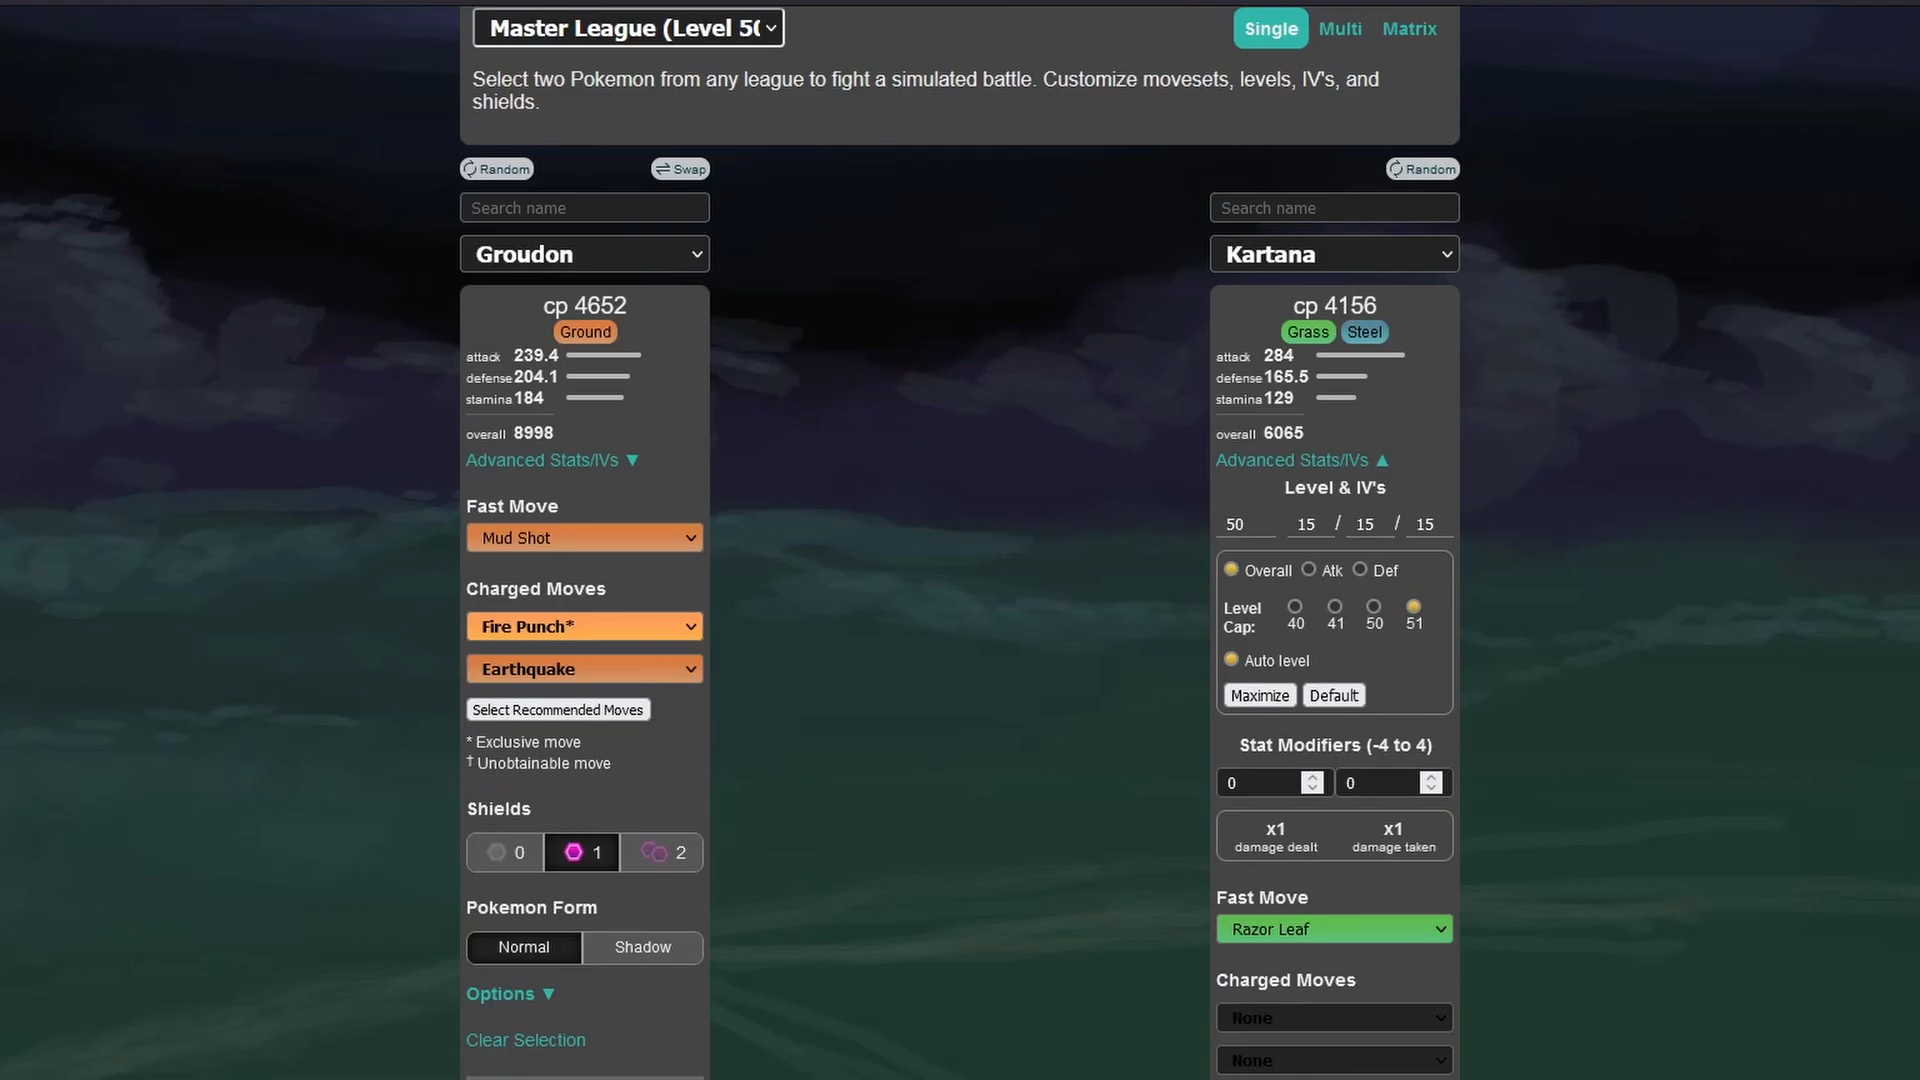 Master League (Level 50
Single Multi Matrix
Select two Pokemon from any league to fight a simulated battle. Customize movesets, levels, IV's, and
shields.
Random
Swap
Random
Search name
Search name
Groudon
Kartana
cp 4652
Ground
attack 239.4
defense 204.1
stamina 184
overall 8998
Advanced Stats/IVs ▼
Fast Move
Mud Shot
Charged Moves
Fire Punch*
Earthquake
Select Recommended Moves
* Exclusive move
† Unobtainable move
Shields
0 1 2
Pokemon Form
Normal Shadow
Options ▼
Clear Selection
cp 4156
Grass Steel
attack 284
defense 165.5
stamina 129
overall 6065
Advanced Stats/IVs ▲
Level & IV's
50 15 / 15 / 15
Overall Atk Def
Level
Cap:
40 41 50 51
Auto level
Maximize Default
Stat Modifiers (-4 to 4)
0 0
x1 x1
damage dealt damage taken
Fast Move
Razor Leaf
Charged Moves
None
None